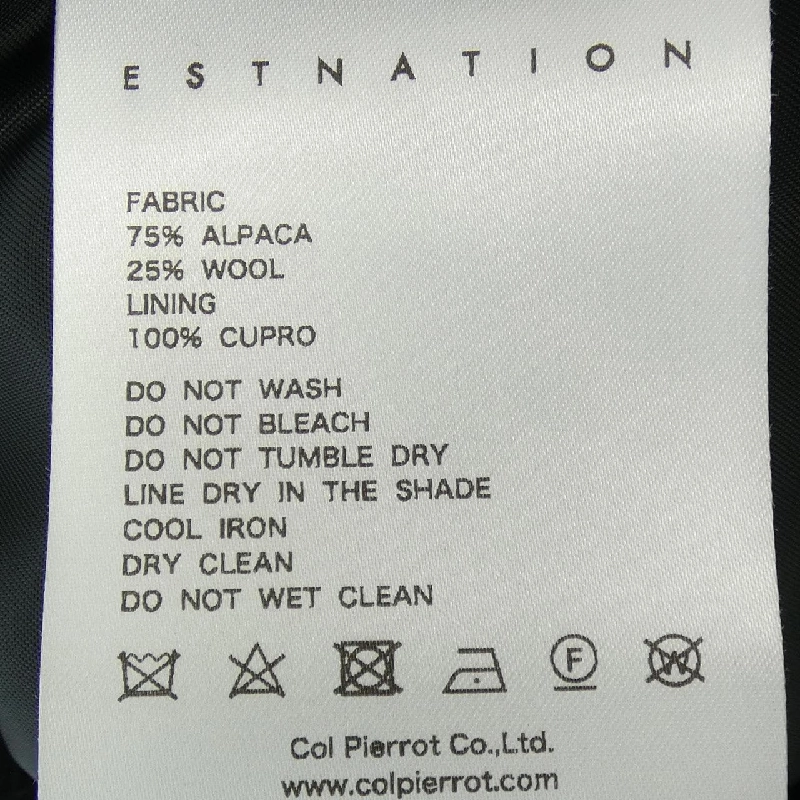 ESTNATION
FABRIC
75% ALPACA
25% WOOL
LINING
100% CUPRO
DO NOT WASH
DO NOT BLEACH
DO NOT TUMBLE DRY
LINE DRY IN THE SHADE
COOL IRON
DRY CLEAN
DO NOT WET CLEAN
F W
Col Pierrot Co.,Ltd.
www.colpierrot.com